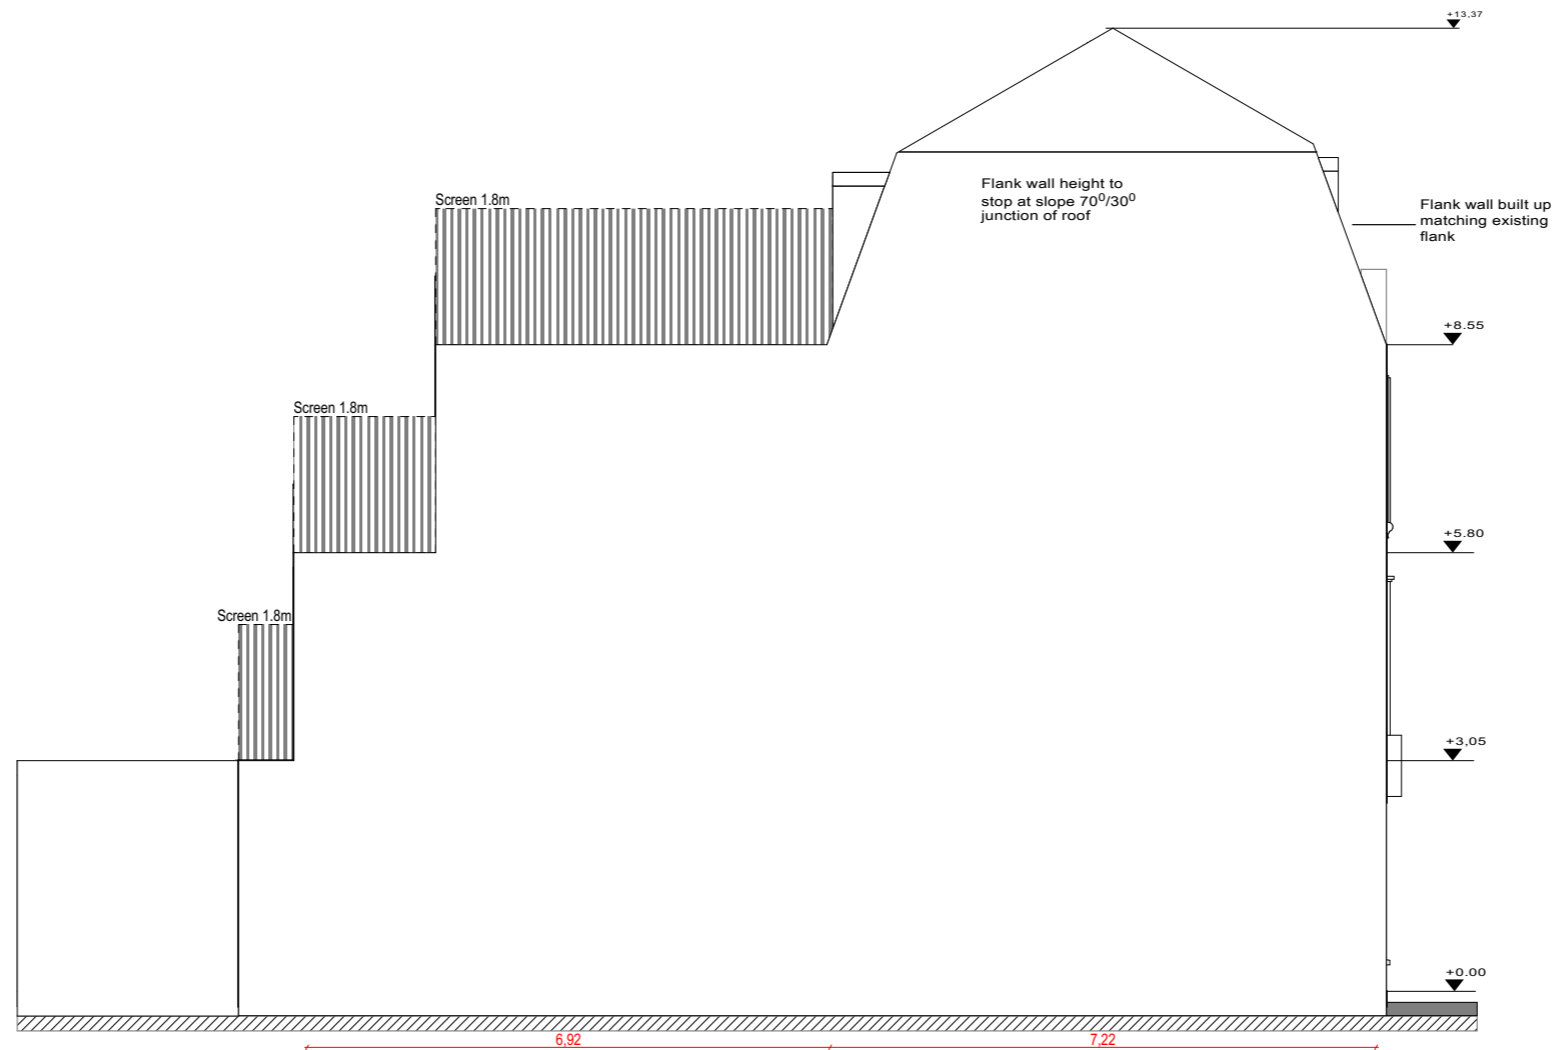 +13,37
Screen 1.8m
Flank wall height to
stop at slope 70⁰/30⁰
junction of roof
Flank wall built up
matching existing
flank
+8.55
Screen 1.8m
+5.80
Screen 1.8m
+3,05
+0.00
6,92
7,22